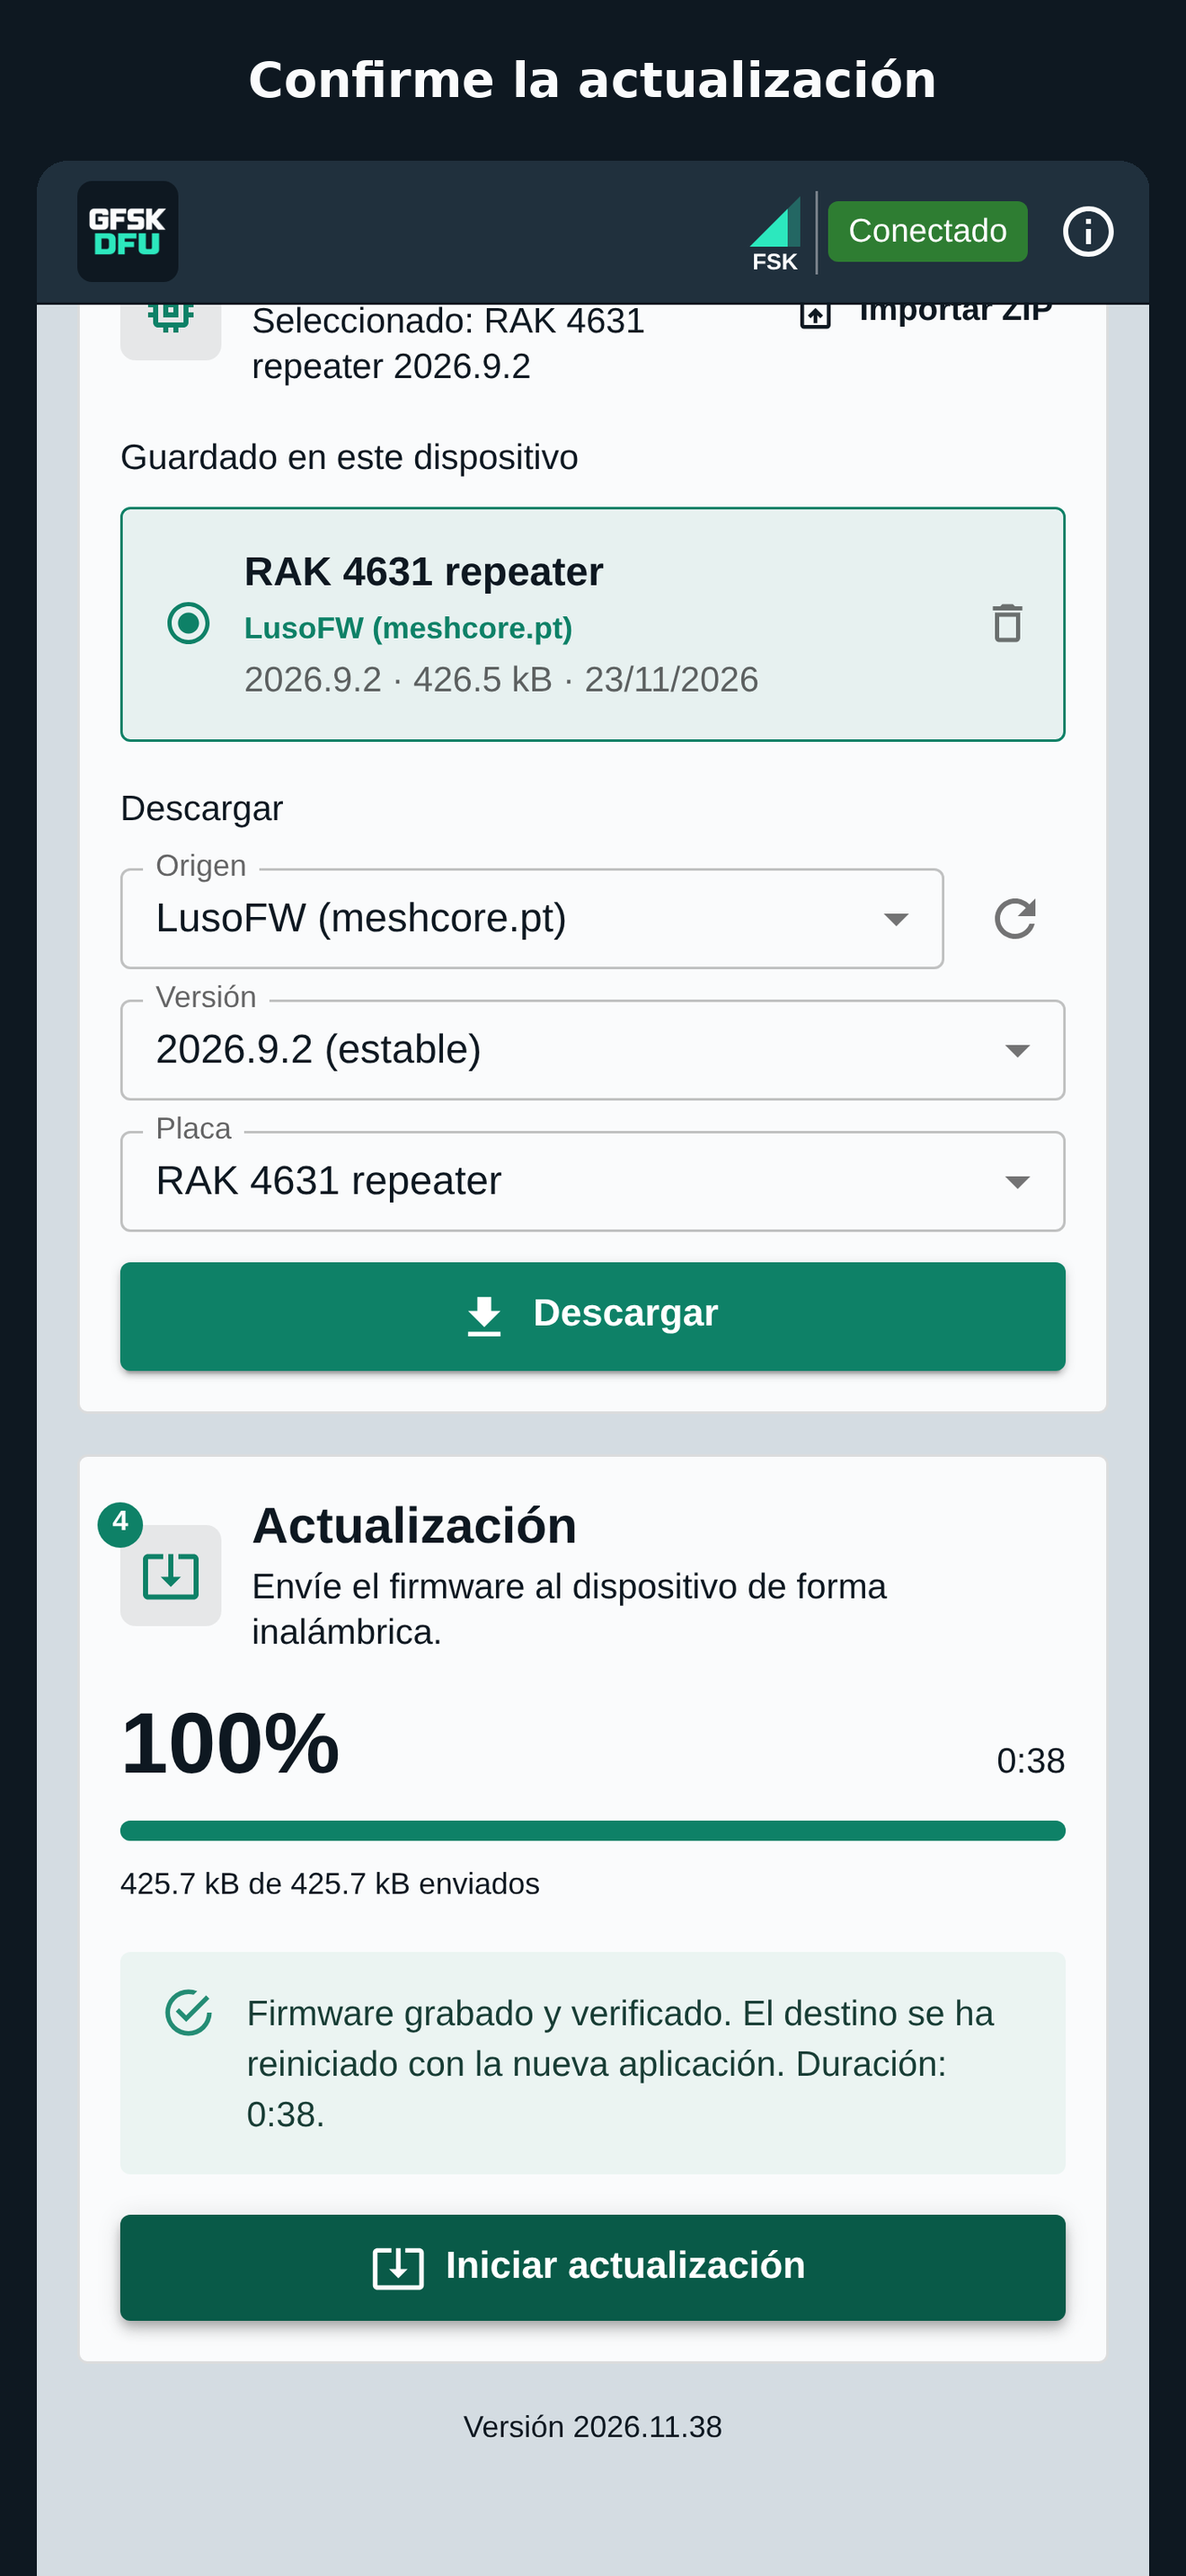 Confirme la actualización
GFSK
DFU
FSK
Conectado
Seleccionado: RAK 4631
repeater 2026.9.2
Importar ZIP
Guardado en este dispositivo
RAK 4631 repeater
LusoFW (meshcore.pt)
2026.9.2 · 426.5 kB · 23/11/2026
Descargar
Origen
LusoFW (meshcore.pt)
Versión
2026.9.2 (estable)
Placa
RAK 4631 repeater
Descargar
4
Actualización
Envíe el firmware al dispositivo de forma
inalámbrica.
100%
0:38
425.7 kB de 425.7 kB enviados
Firmware grabado y verificado. El destino se ha
reiniciado con la nueva aplicación. Duración:
0:38.
Iniciar actualización
Versión 2026.11.38